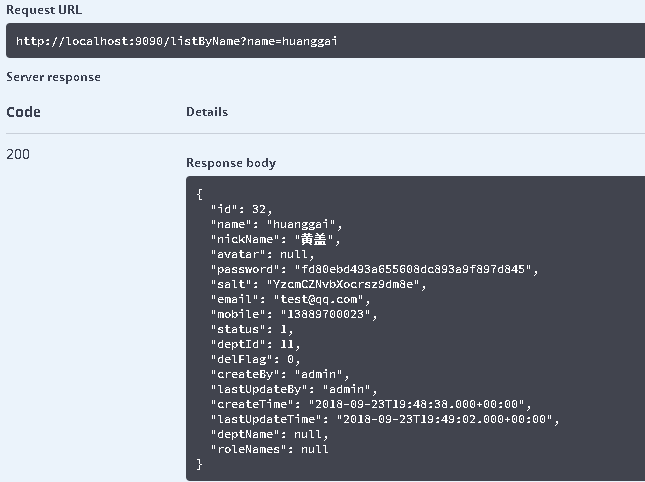 Request URL
http://localhost:9090/listByName?name=huanggai
Server response
Code Details
200
Response body
{
"id": 32,
"name": "huanggai",
"nickName": "黄盖",
"avatar": null,
"password": "fd80ebd493a655608dc893a9f897d845",
"salt": "YzcmCZNvbXocrsz9dm8e",
"email": "test@qq.com",
"mobile": "13889700023",
"status": 1,
"deptId": 11,
"delFlag": 0,
"createBy": "admin",
"lastUpdateBy": "admin",
"createTime": "2018-09-23T19:48:38.000+00:00",
"lastUpdateTime": "2018-09-23T19:49:02.000+00:00",
"deptName": null,
"roleNames": null
}